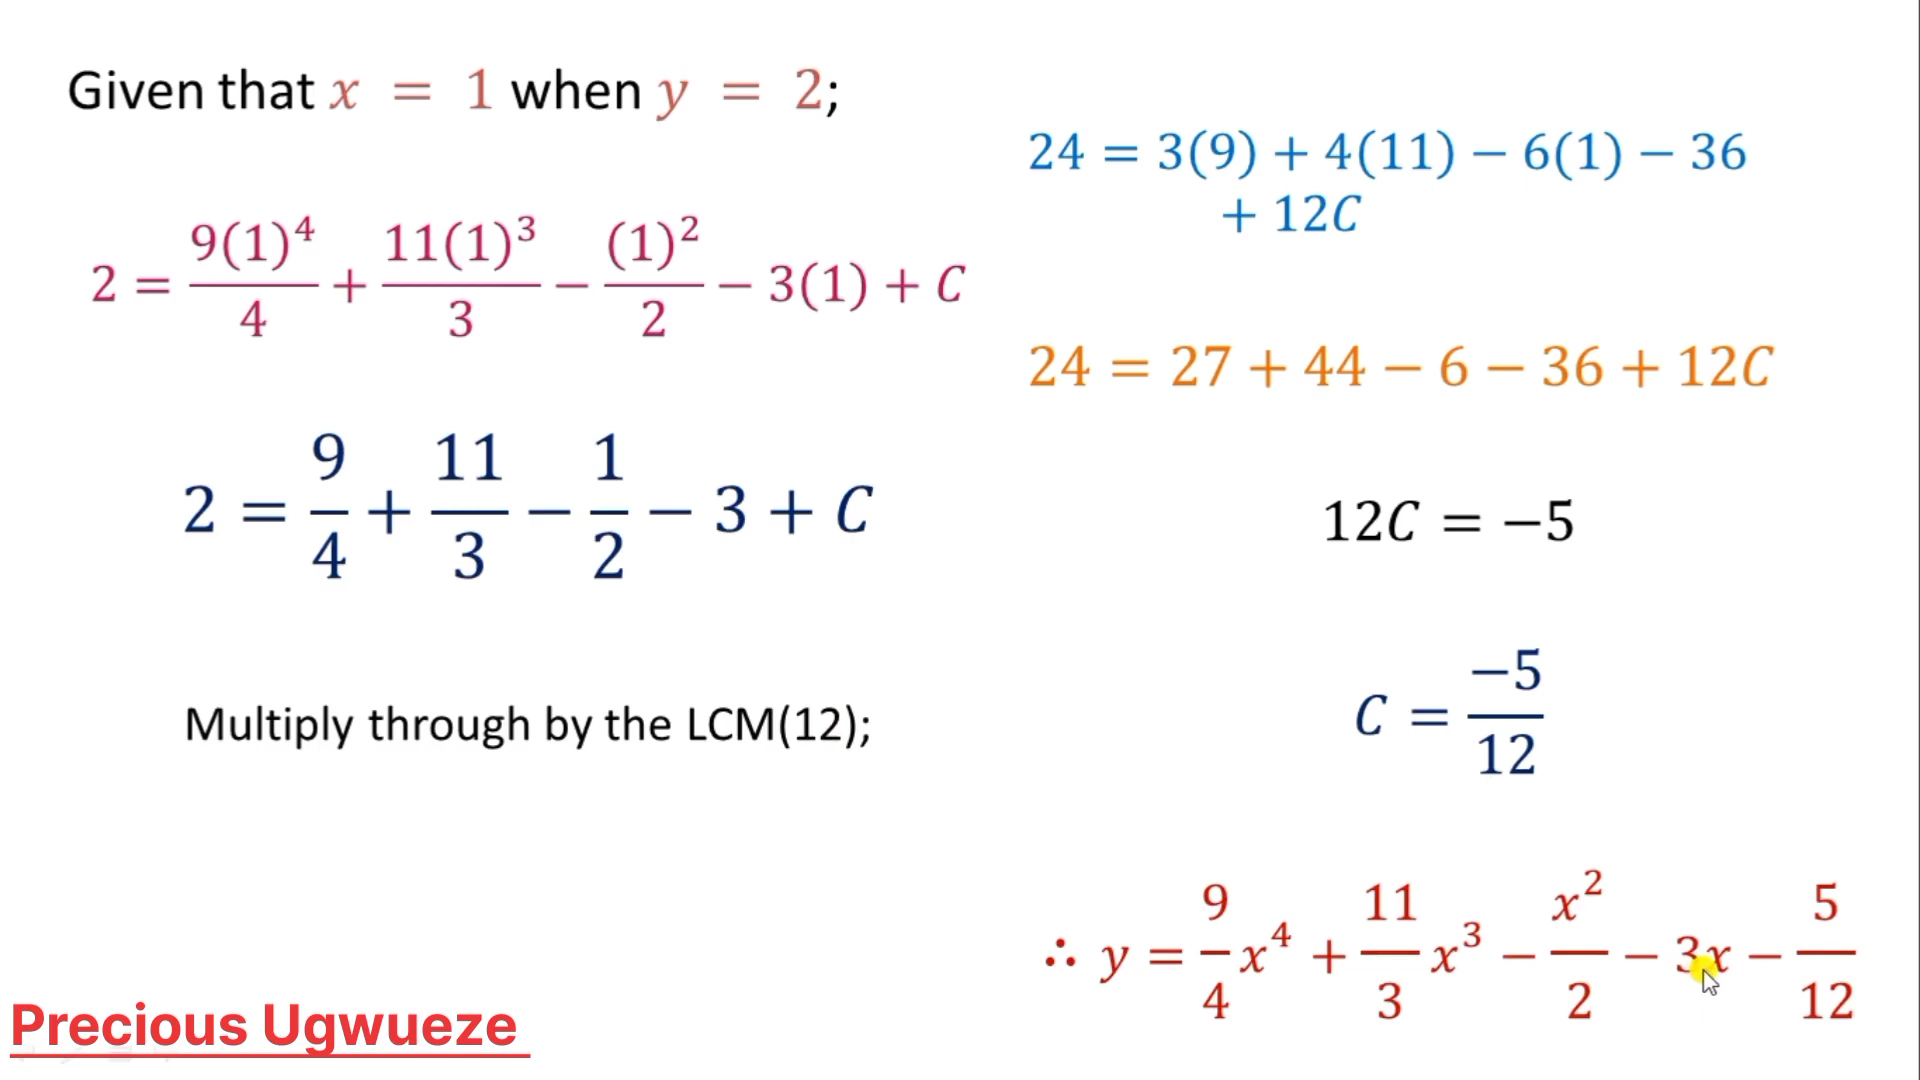 Given that x = 1 when y = 2;
2 = 9(1)⁴/4 + 11(1)³/3 − (1)²/2 − 3(1) + C
2 = 9/4 + 11/3 − 1/2 − 3 + C
Multiply through by the LCM(12);
24 = 3(9) + 4(11) − 6(1) − 36
+ 12C
24 = 27 + 44 − 6 − 36 + 12C
12C = −5
C = −5/12
∴ y = 9/4 x⁴ + 11/3 x³ − x²/2 − 3x − 5/12
Precious Ugwueze